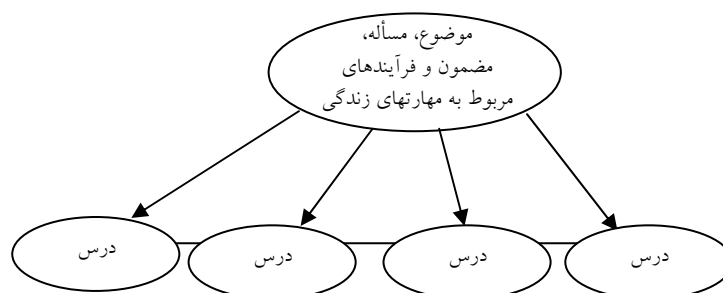 موضوع، مسأله،
مضمون و فرآیندهای
مربوط به مهارتهای زندگی
درس
درس
درس
درس